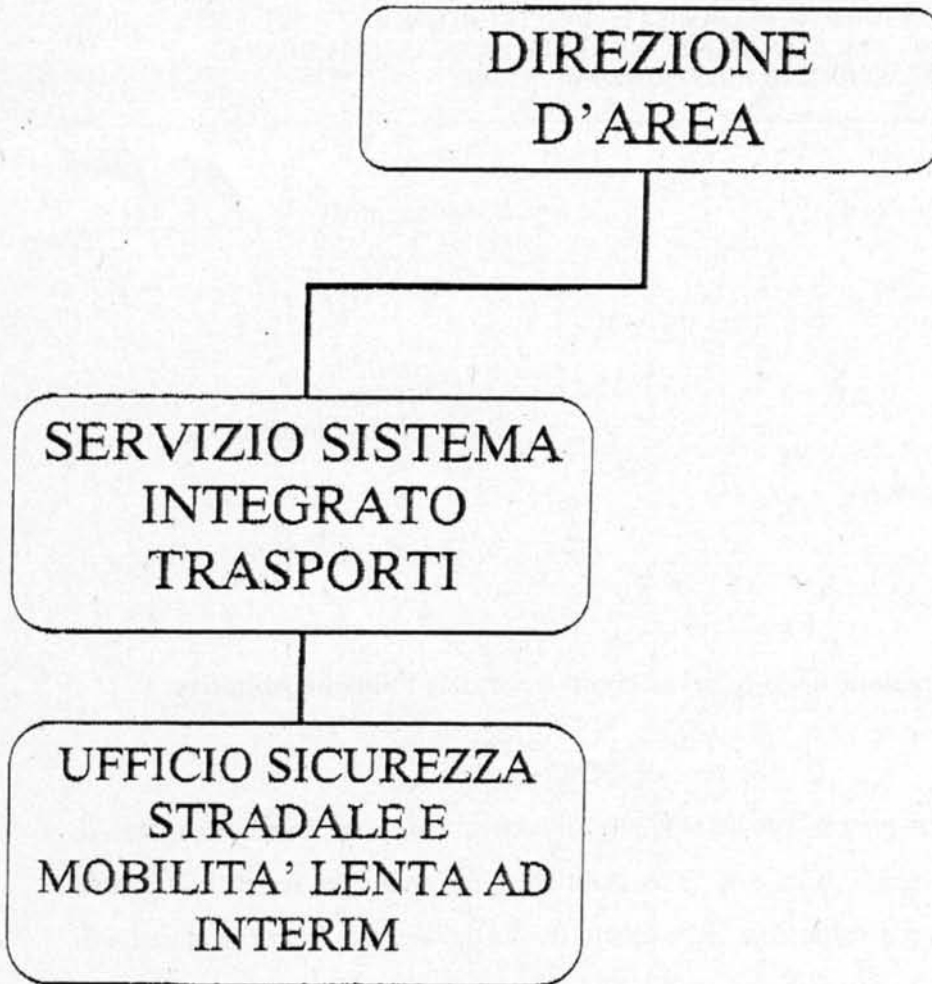 DIREZIONE
D'AREA
SERVIZIO SISTEMA
INTEGRATO
TRASPORTI
UFFICIO SICUREZZA
STRADALE E
MOBILITA' LENTA AD
INTERIM